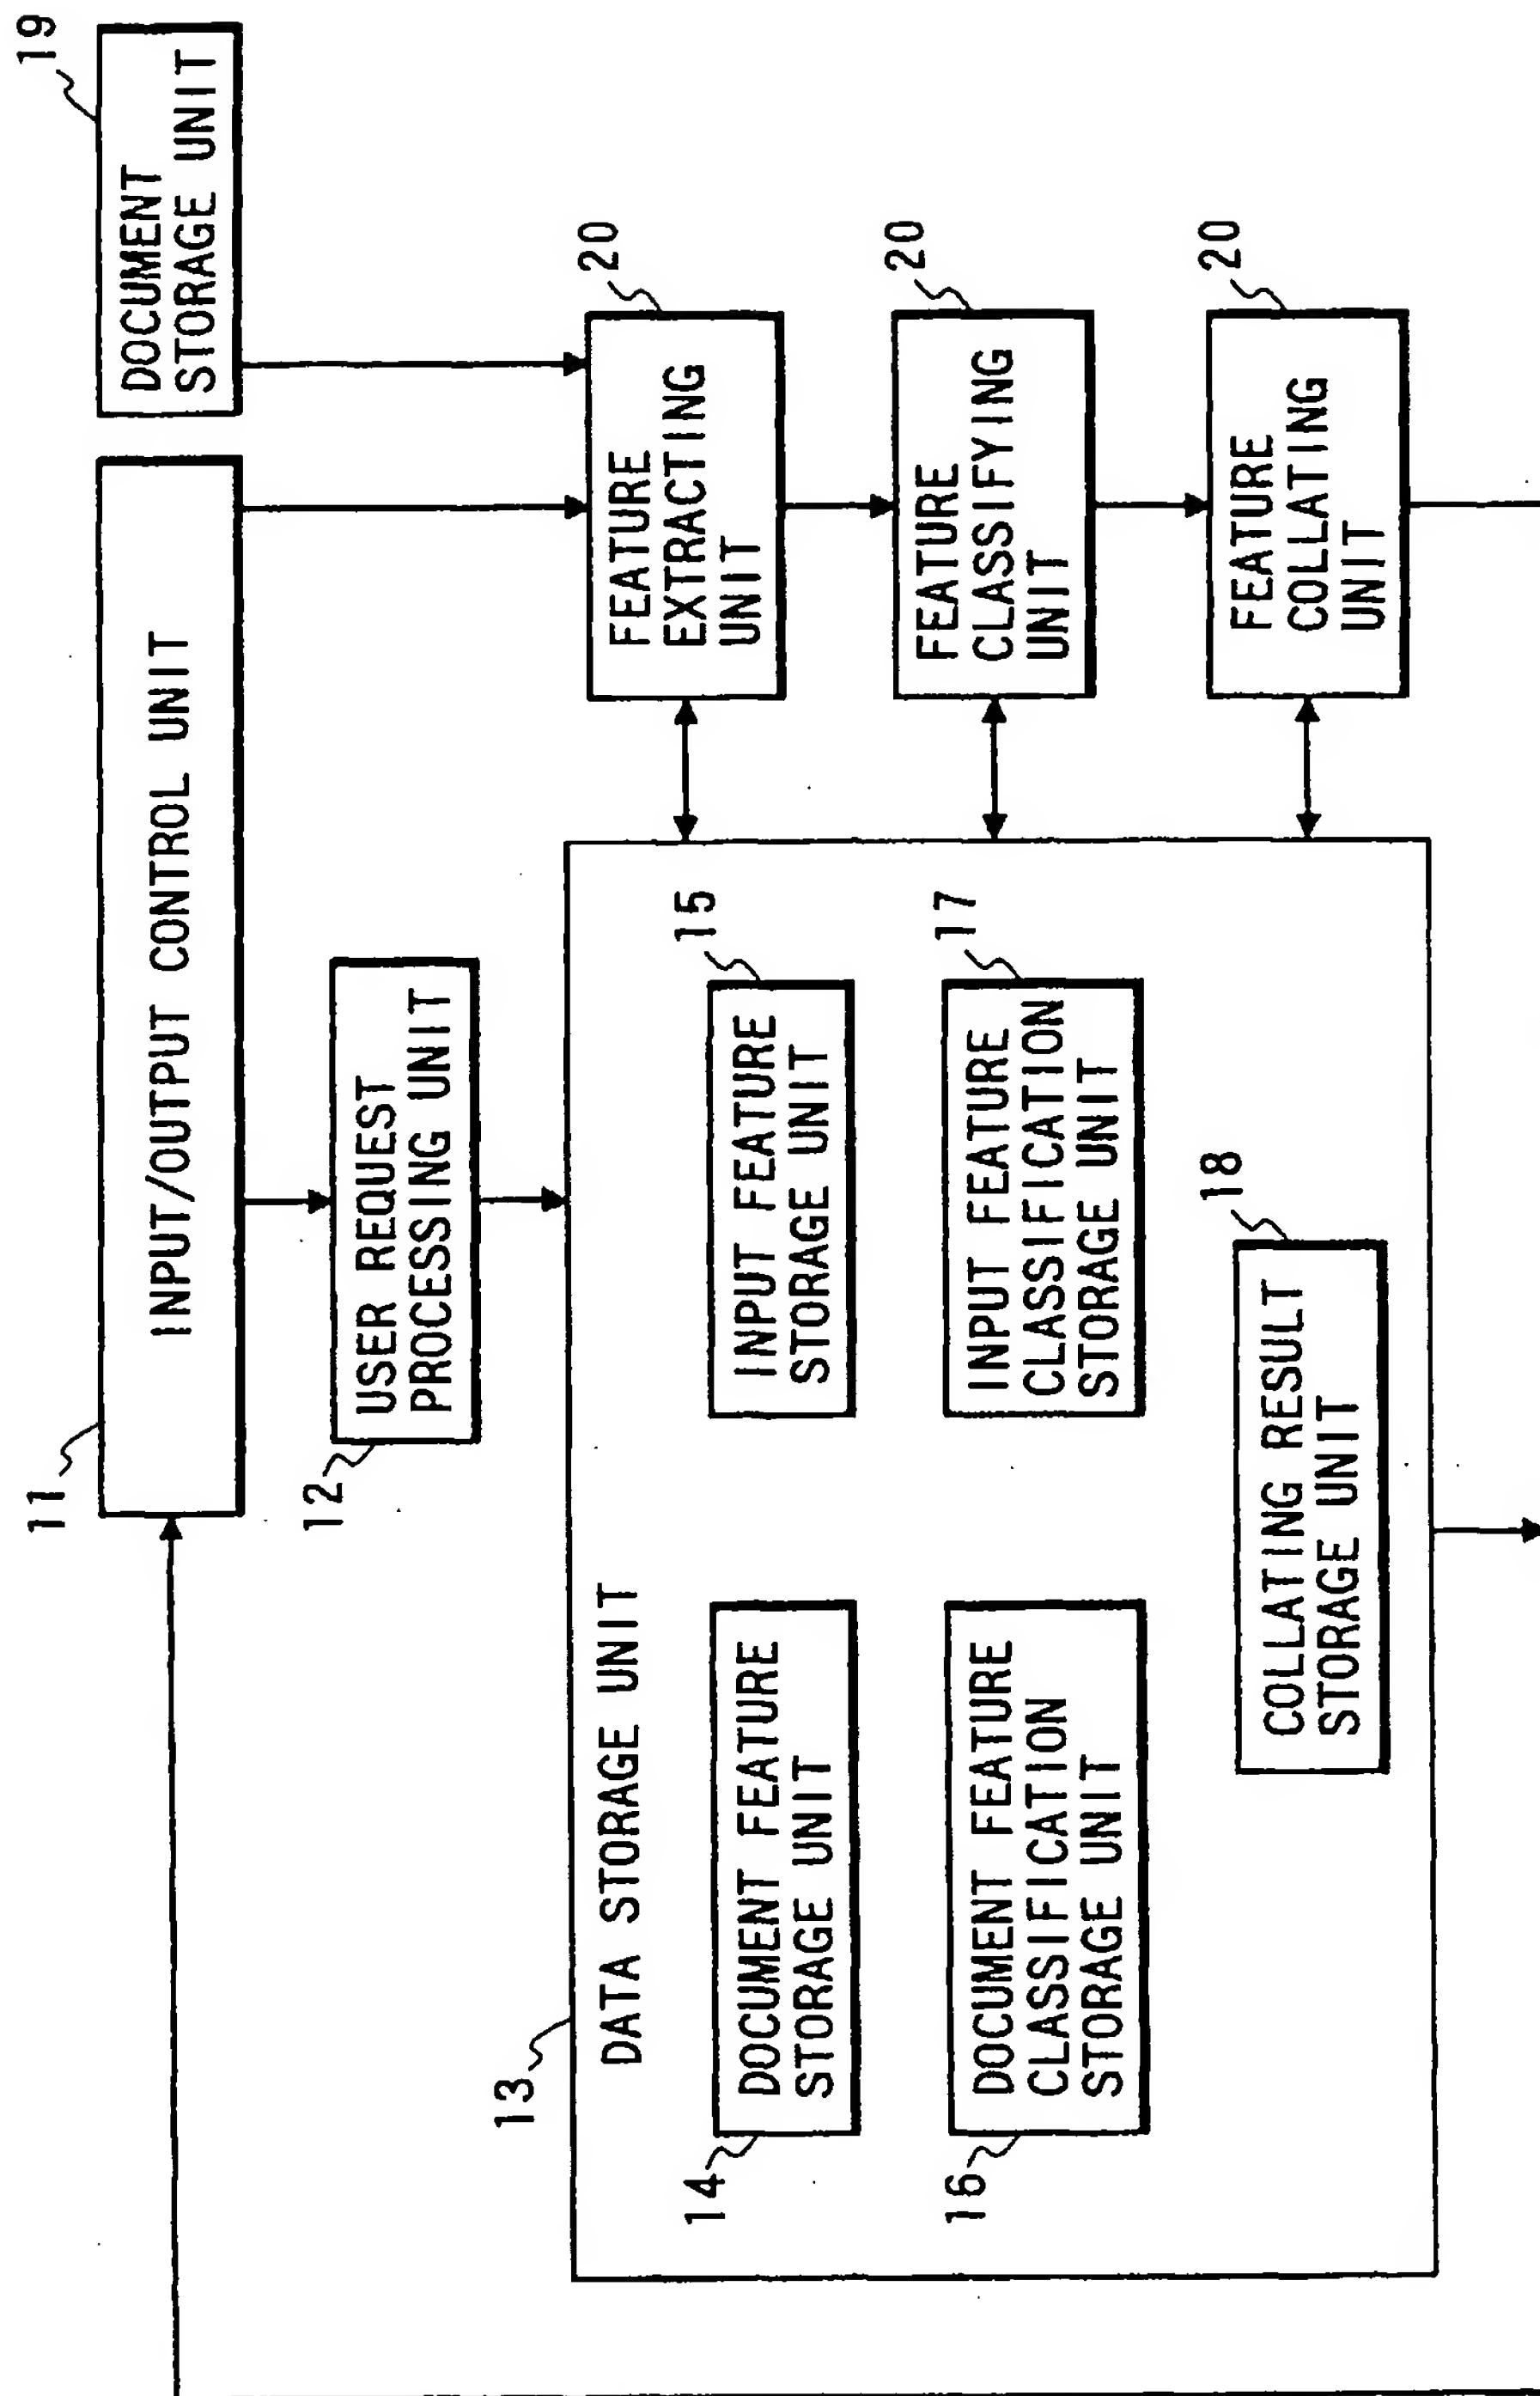 11
INPUT/OUTPUT CONTROL UNIT
19
DOCUMENT
STORAGE UNIT
12
USER REQUEST
PROCESSING UNIT
13
DATA STORAGE UNIT
20
FEATURE
EXTRACTING
UNIT
14
DOCUMENT FEATURE
STORAGE UNIT
15
INPUT FEATURE
STORAGE UNIT
20
FEATURE
CLASSIFYING
UNIT
16
DOCUMENT FEATURE
CLASSIFICATION
STORAGE UNIT
17
INPUT FEATURE
CLASSIFICATION
STORAGE UNIT
20
FEATURE
COLLATING
UNIT
18
COLLATING RESULT
STORAGE UNIT